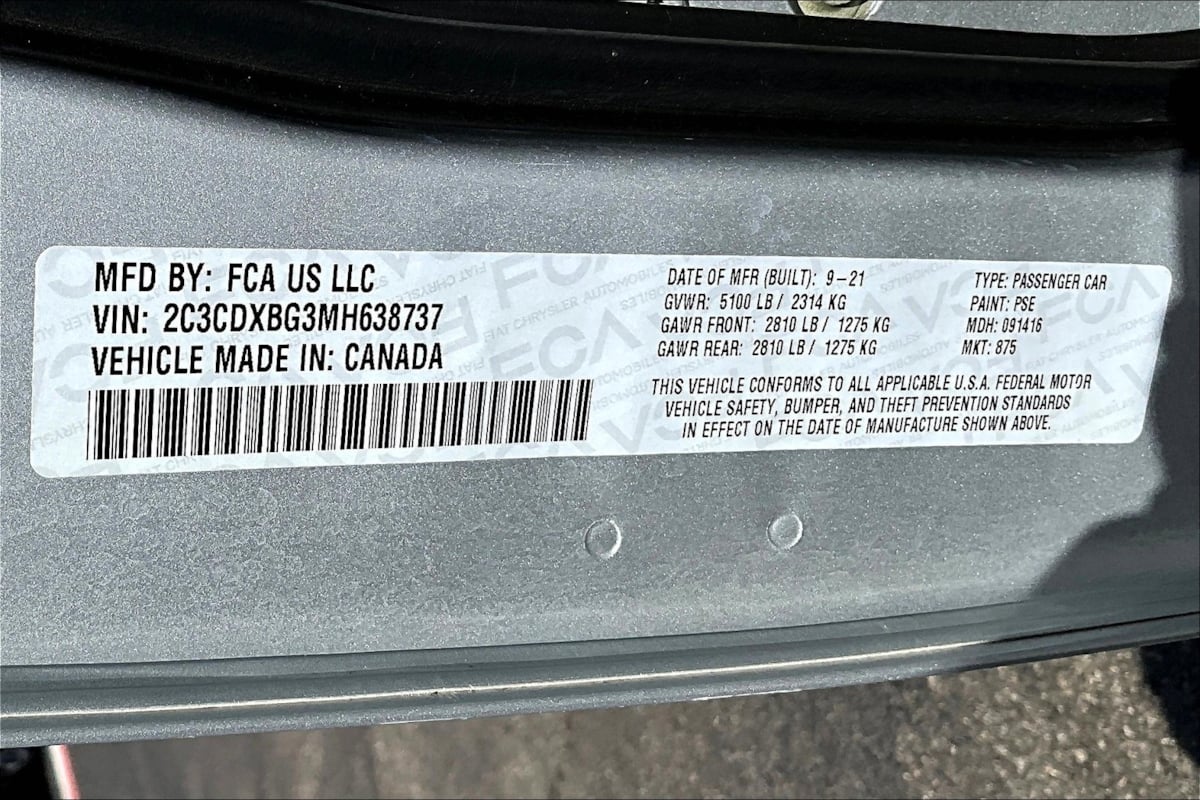 MFD BY: FCA US LLC
VIN: 2C3CDXBG3MH638737
VEHICLE MADE IN: CANADA
DATE OF MFR (BUILT): 9-21
GVWR: 5100 LB / 2314 KG
GAWR FRONT: 2810 LB / 1275 KG
GAWR REAR: 2810 LB / 1275 KG
TYPE: PASSENGER CAR
PAINT: PSE
MDH: 091416
MKT: 875
THIS VEHICLE CONFORMS TO ALL APPLICABLE U.S.A. FEDERAL MOTOR
VEHICLE SAFETY, BUMPER, AND THEFT PREVENTION STANDARDS
IN EFFECT ON THE DATE OF MANUFACTURE SHOWN ABOVE.